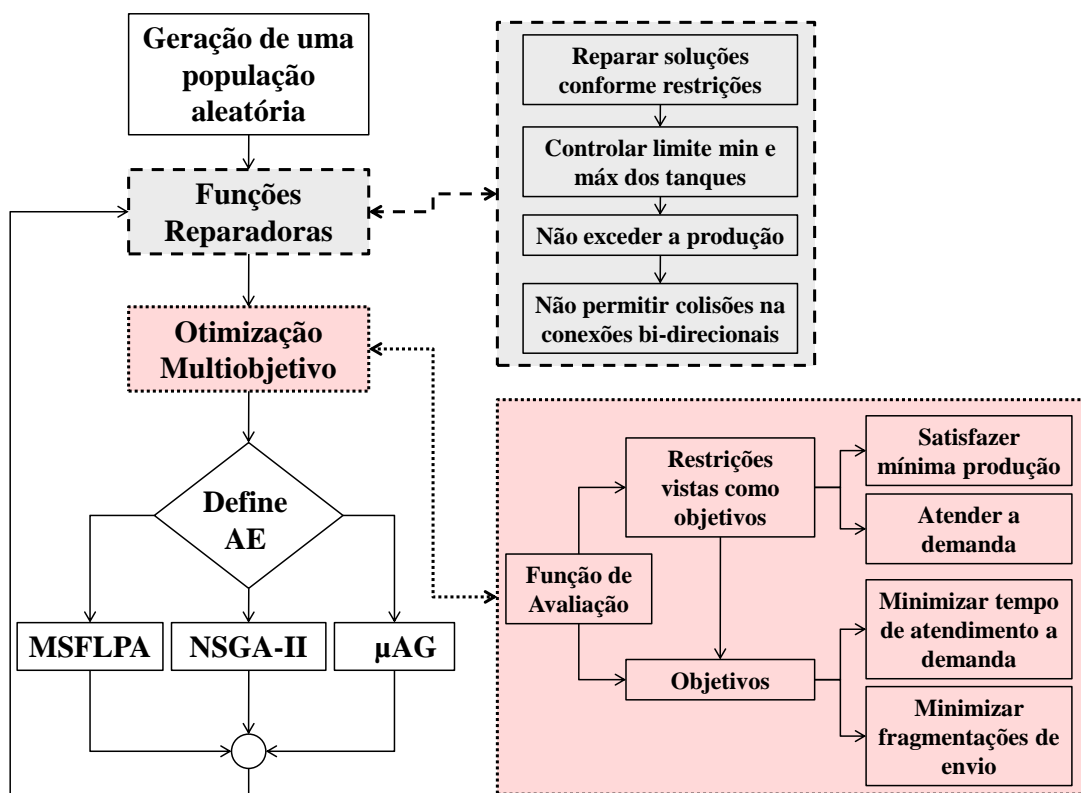 Geração de uma
população
aleatória
Funções
Reparadoras
Otimização
Multiobjetivo
Define
AE
MSFLPA
NSGA-II
µAG
Reparar soluções
conforme restrições
Controlar limite min e
máx dos tanques
Não exceder a produção
Não permitir colisões na
conexões bi-direcionais
Função de
Avaliação
Restrições
vistas como
objetivos
Objetivos
Satisfazer
mínima produção
Atender a
demanda
Minimizar tempo
de atendimento a
demanda
Minimizar
fragmentações de
envio